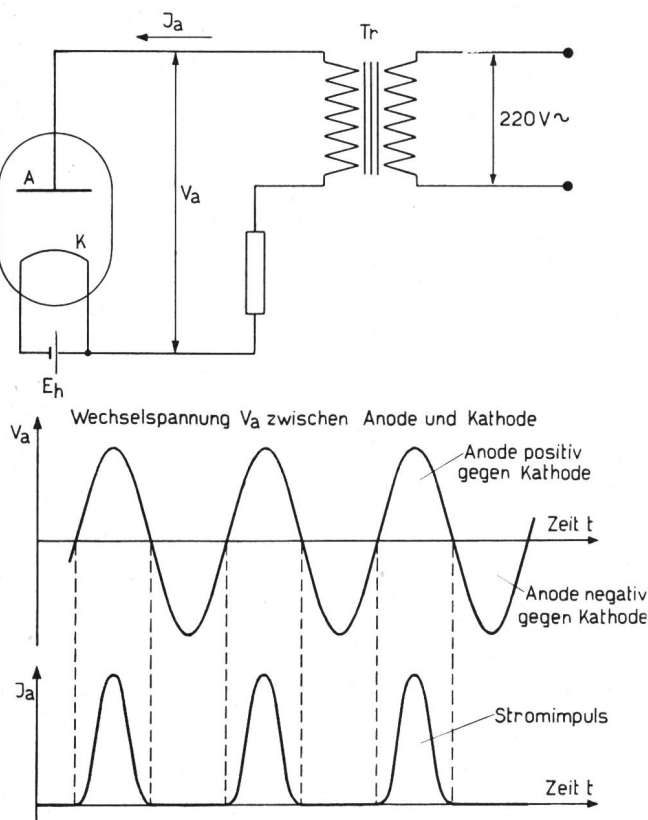 Ja
Tr
A
Va
220V~
K
Eh
Va
Wechselspannung Va zwischen Anode und Kathode
Anode positiv
gegen Kathode
Zeit t
Anode negativ
gegen Kathode
Ja
Stromimpuls
Zeit t